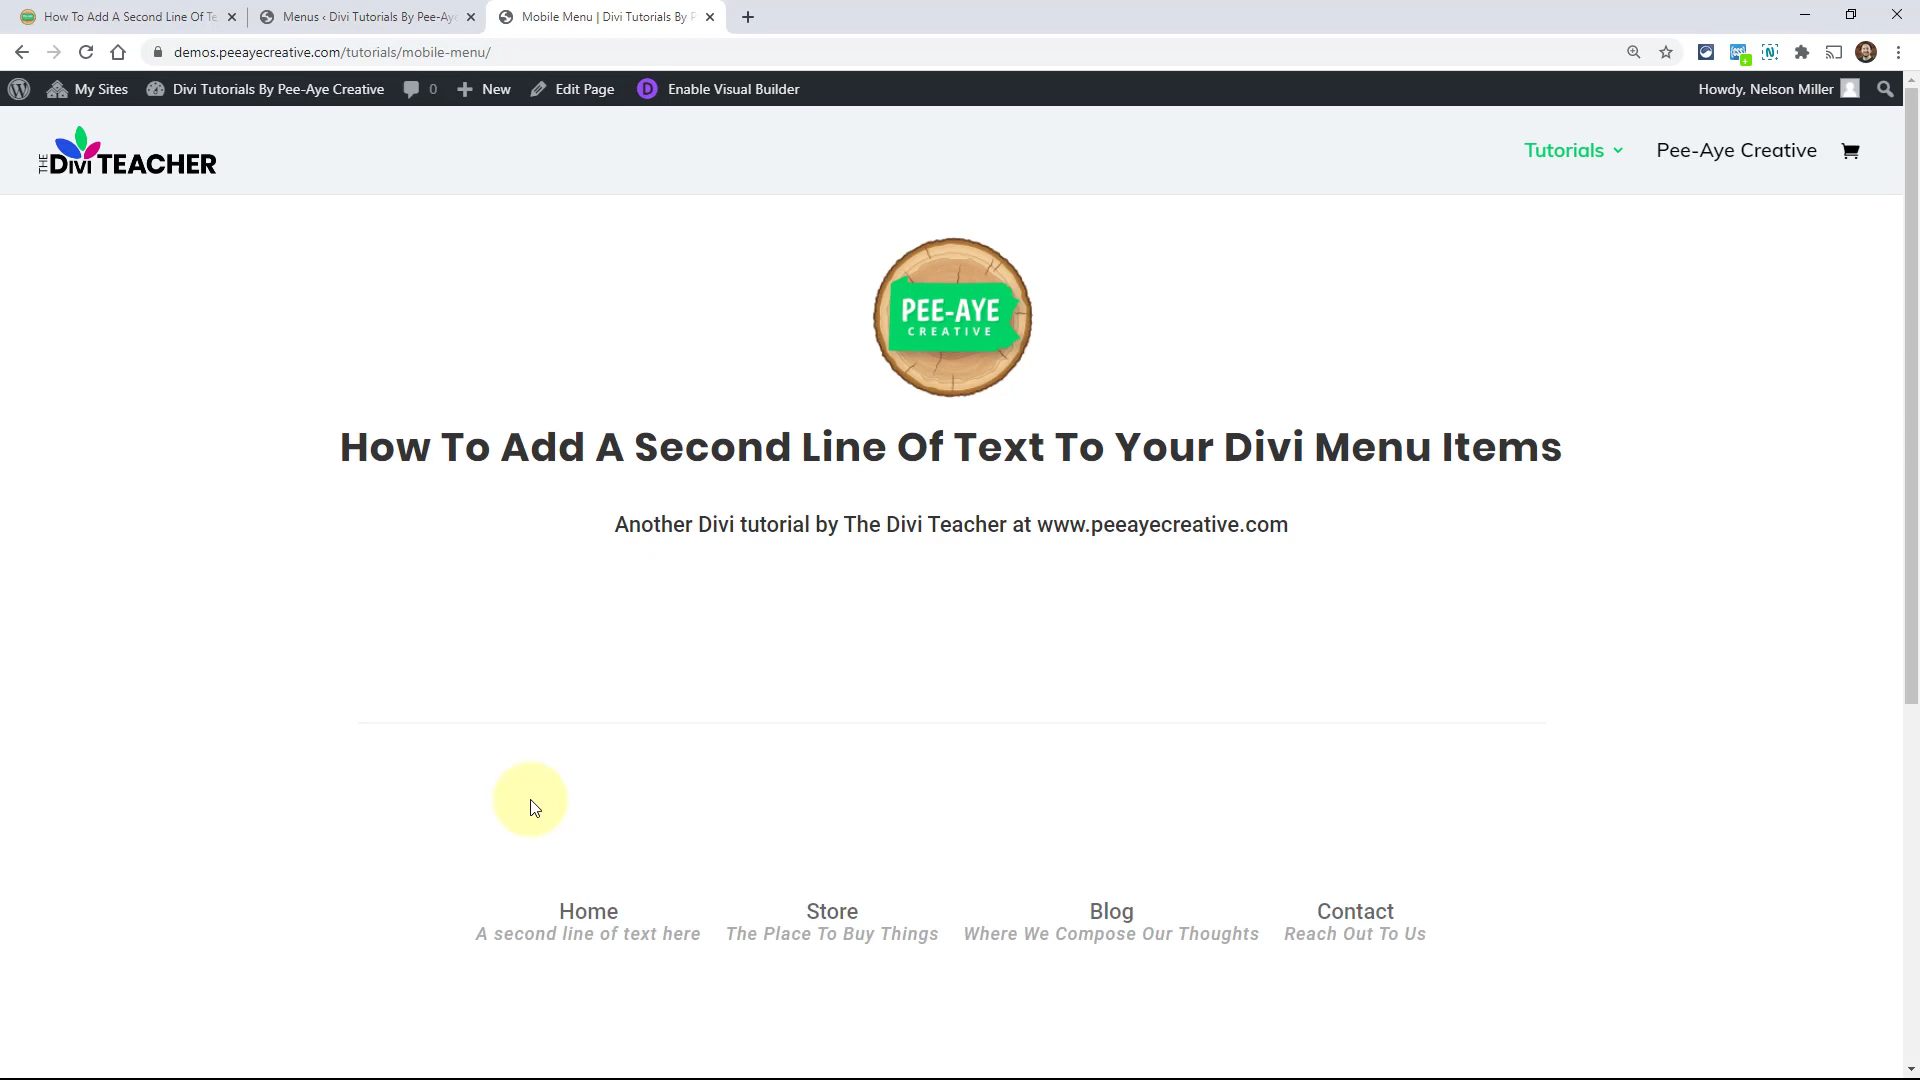 How To Add A Second Line Of Te
Menus ‹ Divi Tutorials By Pee-Aye
Mobile Menu | Divi Tutorials By P
demos.peeayecreative.com/tutorials/mobile-menu/
My Sites
Divi Tutorials By Pee-Aye Creative
0
New
Edit Page
D
Enable Visual Builder
Howdy, Nelson Miller
THE DIVI TEACHER
Tutorials
Pee-Aye Creative
PEE-AYE
CREATIVE
How To Add A Second Line Of Text To Your Divi Menu Items
Another Divi tutorial by The Divi Teacher at www.peeayecreative.com
Home
Store
Blog
Contact
A second line of text here
The Place To Buy Things
Where We Compose Our Thoughts
Reach Out To Us